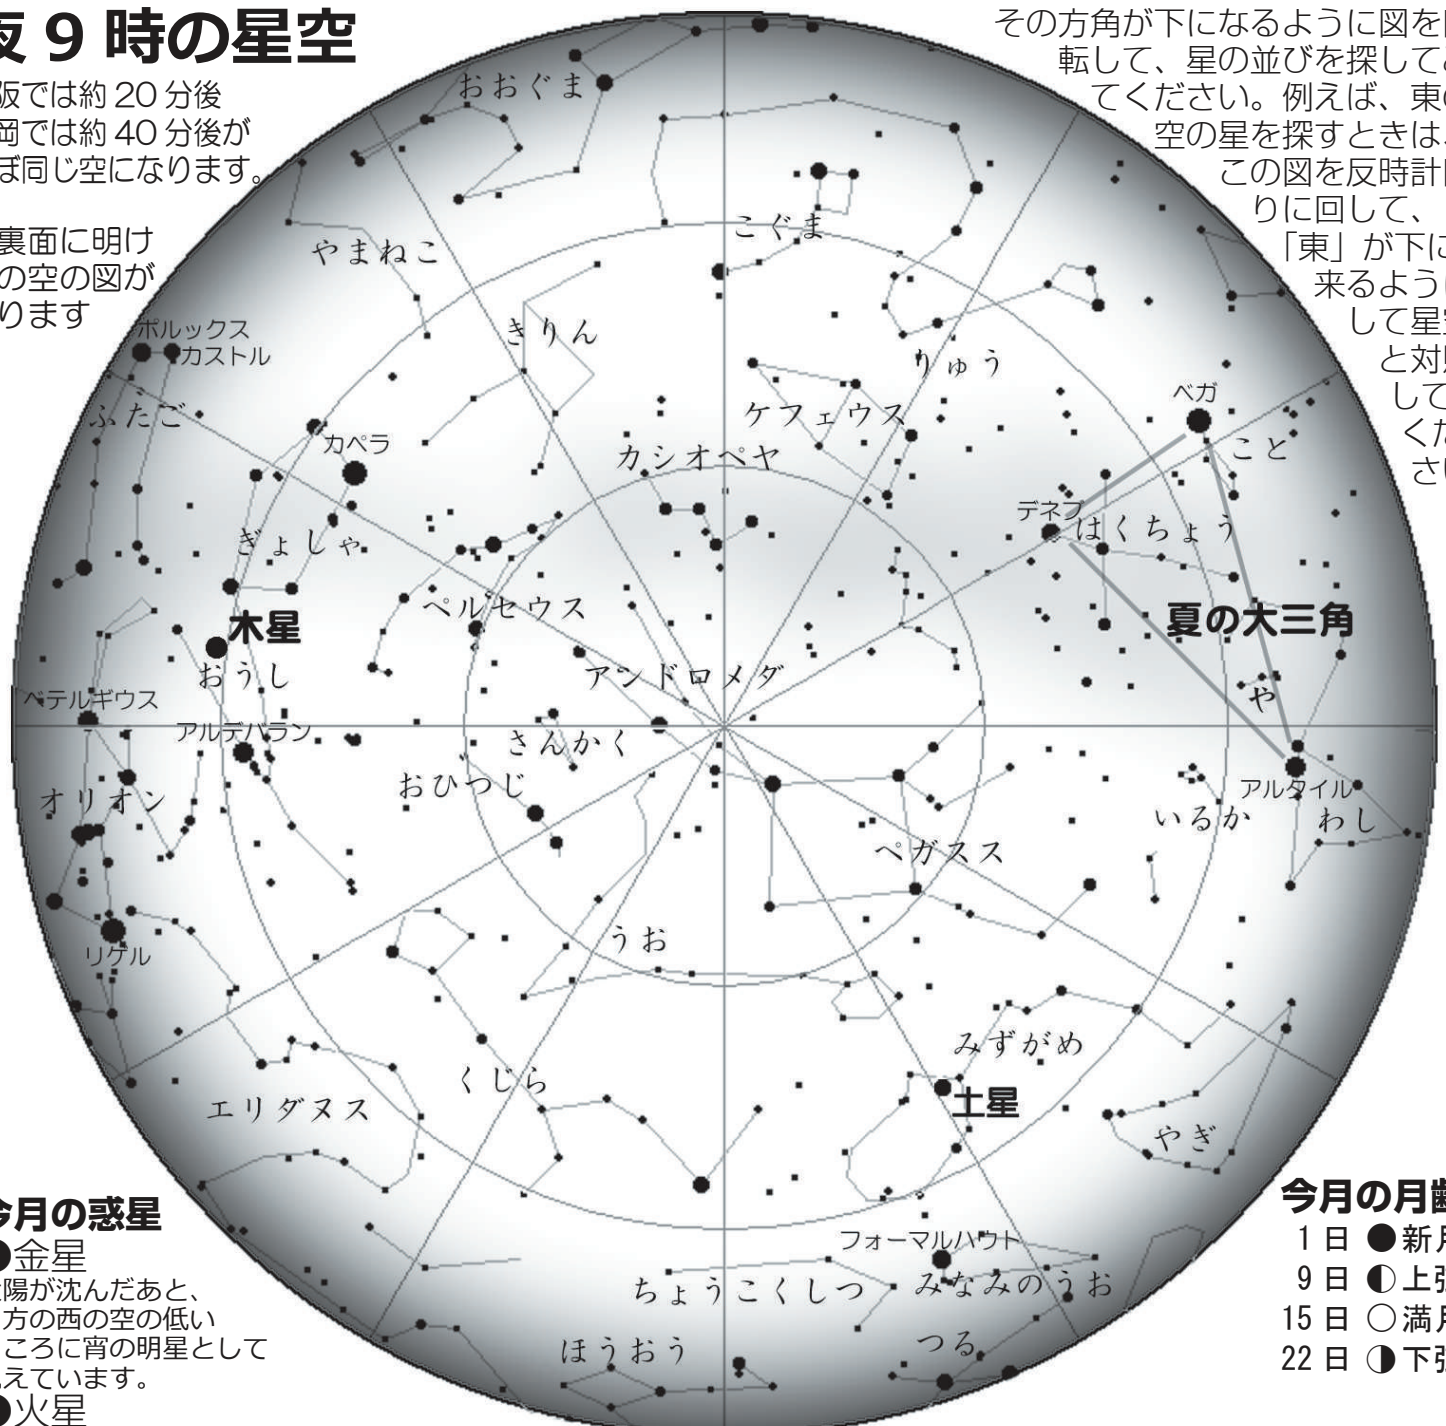 夜 9 時の星空
阪では約 20 分後
岡では約 40 分後が
ぼ同じ空になります。
裏面に明け
の空の図が
ります
その方角が下になるように図を回
転して、星の並びを探してみ
てください。例えば、東の
空の星を探すときは、
この図を反時計回
りに回して、
「東」が下に
来るように
して星空
と対照
して
くだ
さい
おおぐま
こぐま
やまねこ
きりん
りゅう
ポルックス
カストル
ふたご
カペラ
ぎょしゃ
ケフェウス
カシオペヤ
ベガ
こと
デネブ
はくちょう
夏の大三角
ペルセウス
木星
おうし
アンドロメダ
や
ベテルギウス
アルデバラン
さんかく
おひつじ
オリオン
アルタイル
いるか
わし
ペガスス
リゲル
うお
みずがめ
くじら
エリダヌス
土星
やぎ
フォーマルハウト
ちょうこくしつ
みなみのうお
ほうおう
つる
今月の惑星
●金星
太陽が沈んだあと、
方の西の空の低い
ころに宵の明星として
えています。
●火星
今月の月齢
1 日 ●新月
9 日 ◐上弦
15 日 ○満月
22 日 ◑下弦